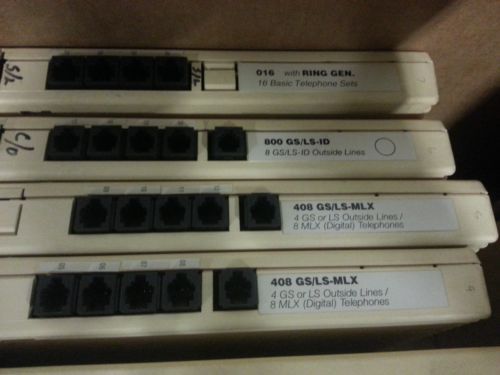 S/L
S/L
016 with RING GEN.
16 Basic Telephone Sets
C/O
800 GS/LS-ID
8 GS/LS-ID Outside Lines
408 GS/LS-MLX
4 GS or LS Outside Lines /
8 MLX (Digital) Telephones
408 GS/LS-MLX
4 GS or LS Outside Lines /
8 MLX (Digital) Telephones